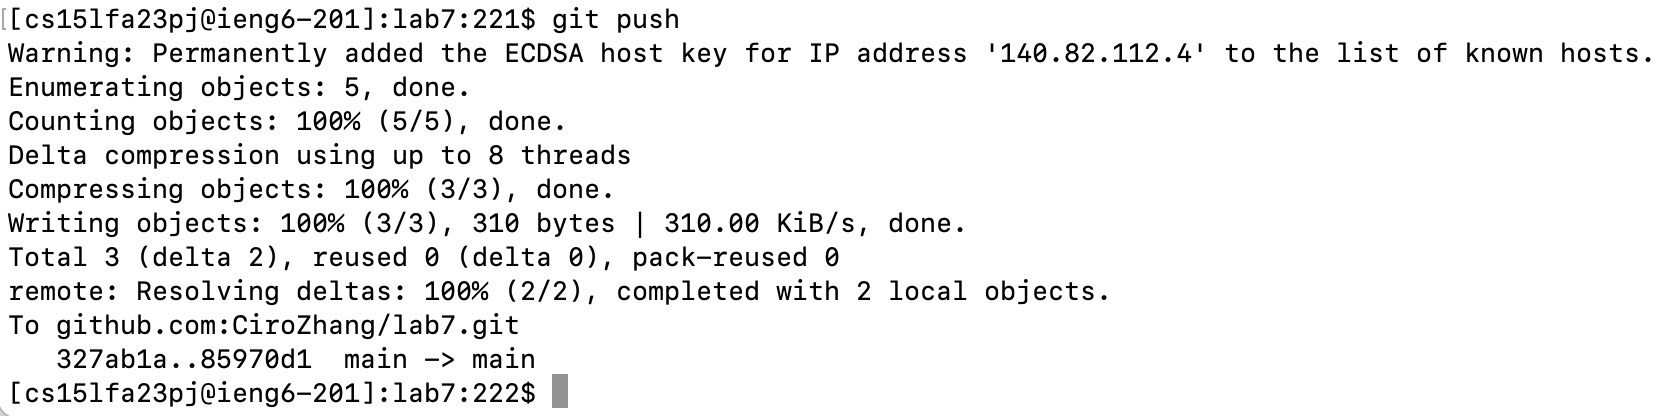 [[cs15lfa23pj@ieng6-201]:lab7:221$ git push
Warning: Permanently added the ECDSA host key for IP address '140.82.112.4' to the list of known hosts.
Enumerating objects: 5, done.
Counting objects: 100% (5/5), done.
Delta compression using up to 8 threads
Compressing objects: 100% (3/3), done.
Writing objects: 100% (3/3), 310 bytes | 310.00 KiB/s, done.
Total 3 (delta 2), reused 0 (delta 0), pack-reused 0
remote: Resolving deltas: 100% (2/2), completed with 2 local objects.
To github.com:CiroZhang/lab7.git
   327ab1a..85970d1  main -> main
[cs15lfa23pj@ieng6-201]:lab7:222$